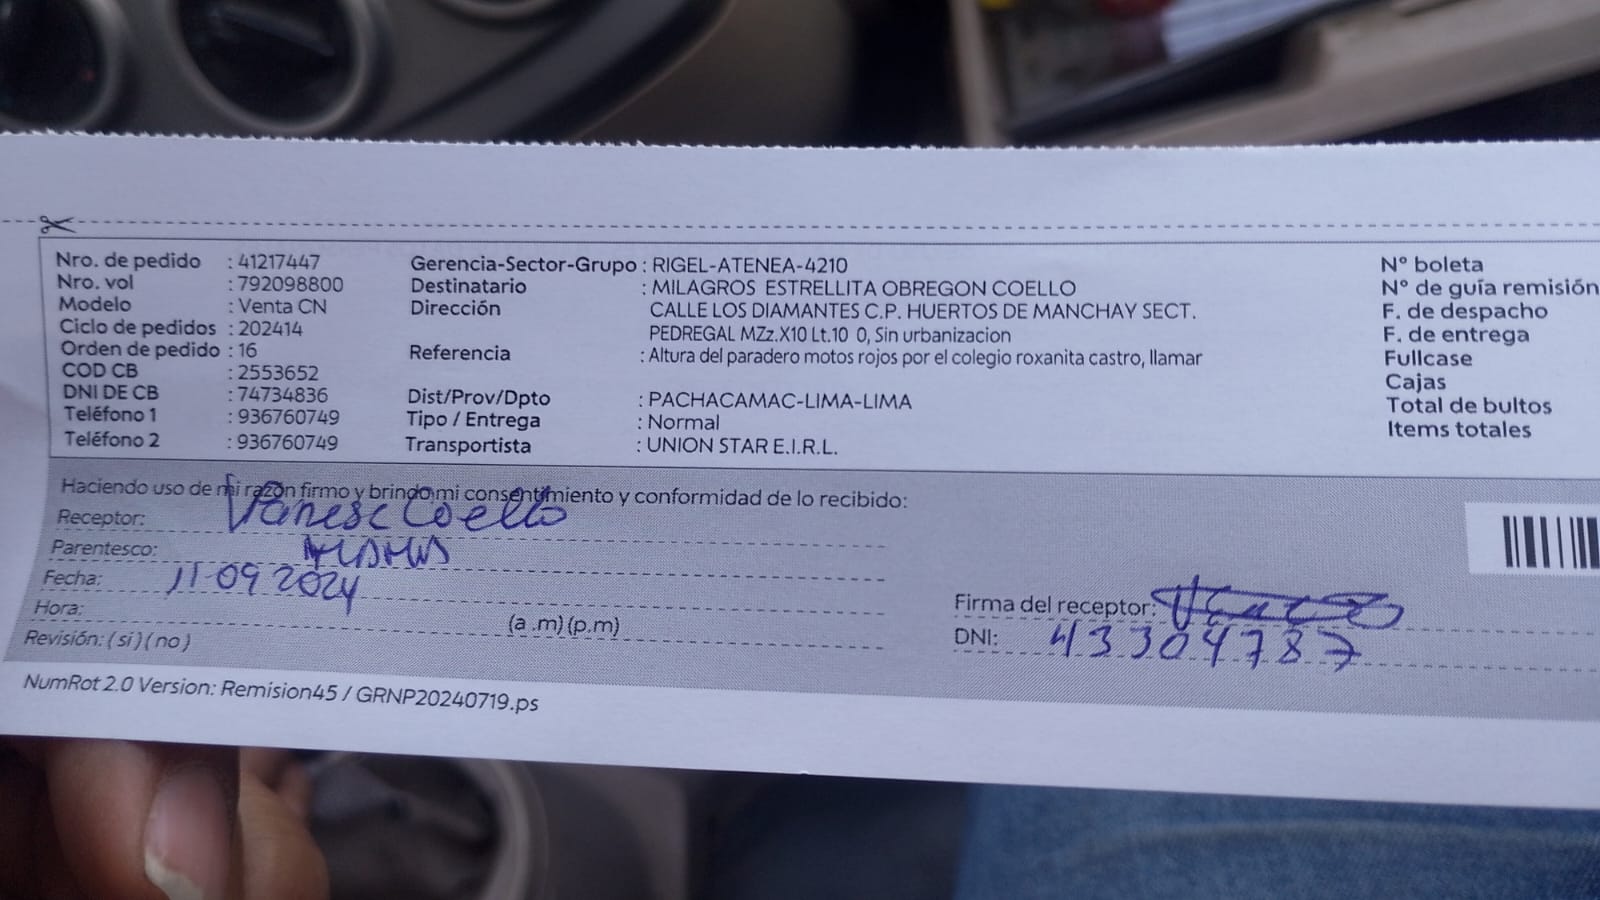 Nro. de pedido : 41217447
Nro. vol : 792098800
Modelo : Venta CN
Ciclo de pedidos : 202414
Orden de pedido : 16
COD CB : 2553652
DNI DE CB : 74734836
Teléfono 1 : 936760749
Teléfono 2 : 936760749
Gerencia-Sector-Grupo : RIGEL-ATENEA-4210
Destinatario : MILAGROS ESTRELLITA OBREGON COELLO
Dirección CALLE LOS DIAMANTES C.P. HUERTOS DE MANCHAY SECT.
PEDREGAL MZz.X10 Lt.10 0, Sin urbanizacion
Referencia : Altura del paradero motos rojos por el colegio roxanita castro, llamar
Dist/Prov/Dpto : PACHACAMAC-LIMA-LIMA
Tipo / Entrega : Normal
Transportista : UNION STAR E.I.R.L.
N° boleta
N° de guía remisión
F. de despacho
F. de entrega
Fullcase
Cajas
Total de bultos
Items totales
Haciendo uso de mi razón firmo y brindo mi consentimiento y conformidad de lo recibido:
Receptor: Coello
Parentesco:
Fecha: 11-09 2024
Hora: (a .m) (p.m)
Revisión: ( si ) ( no )
Firma del receptor:
DNI: 43304787
NumRot 2.0 Version: Remision45 / GRNP20240719.ps